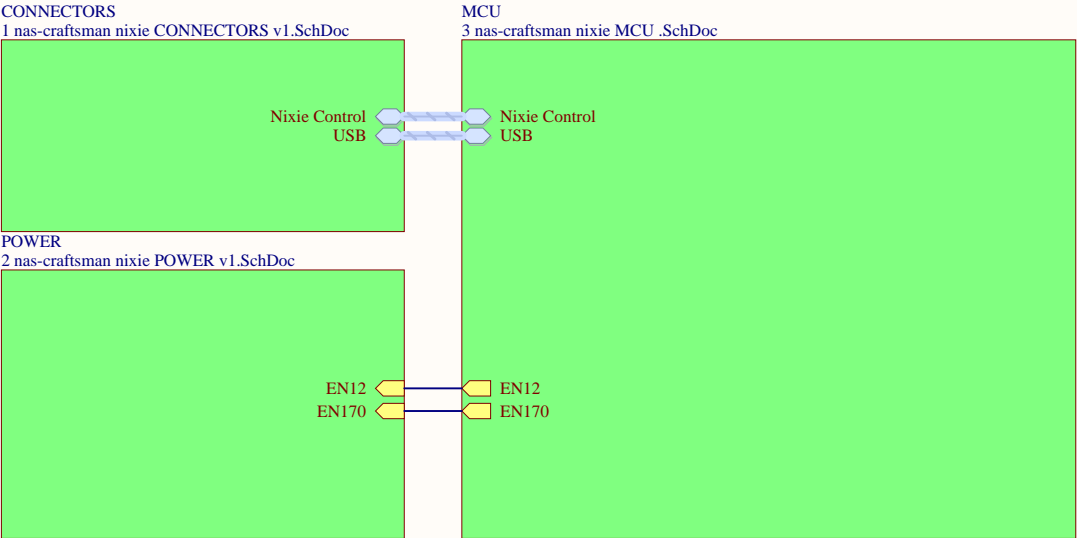 CONNECTORS
1 nas-craftsman nixie CONNECTORS v1.SchDoc
Nixie Control
USB
POWER
2 nas-craftsman nixie POWER v1.SchDoc
EN12
EN170
MCU
3 nas-craftsman nixie MCU .SchDoc
Nixie Control
USB
EN12
EN170